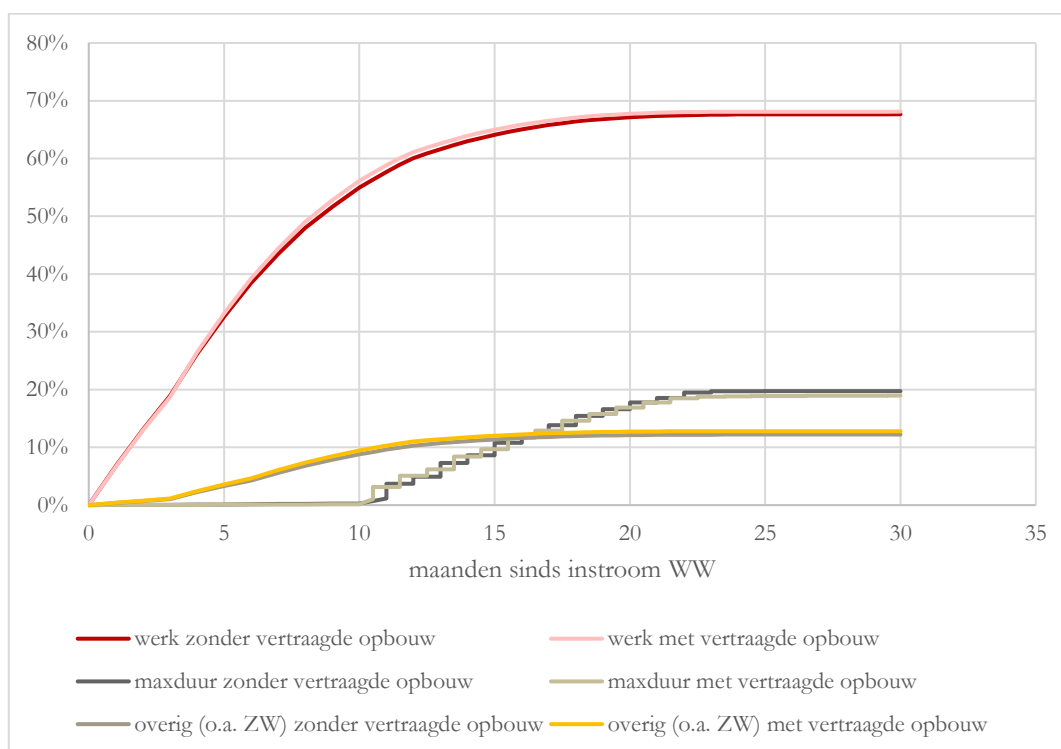 80%
70%
60%
50%
40%
30%
20%
10%
0%
0 5 10 15 20 25 30 35
maanden sinds instroom WW
werk zonder vertraagde opbouw
werk met vertraagde opbouw
maxduur zonder vertraagde opbouw
maxduur met vertraagde opbouw
overig (o.a. ZW) zonder vertraagde opbouw
overig (o.a. ZW) met vertraagde opbouw